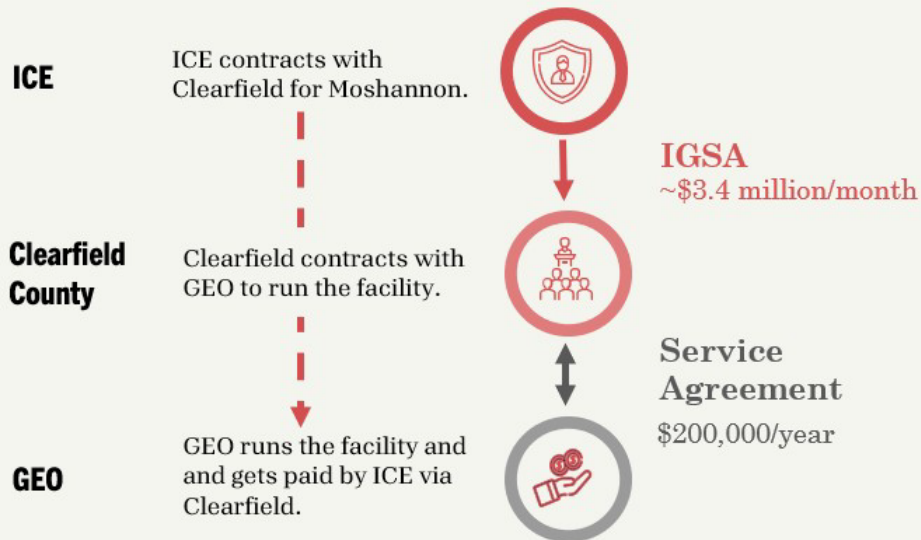 ICE
ICE contracts with
Clearfield for Moshannon.
IGSA
~$3.4 million/month
Clearfield
County
Clearfield contracts with
GEO to run the facility.
Service
Agreement
$200,000/year
GEO
GEO runs the facility and
and gets paid by ICE via
Clearfield.